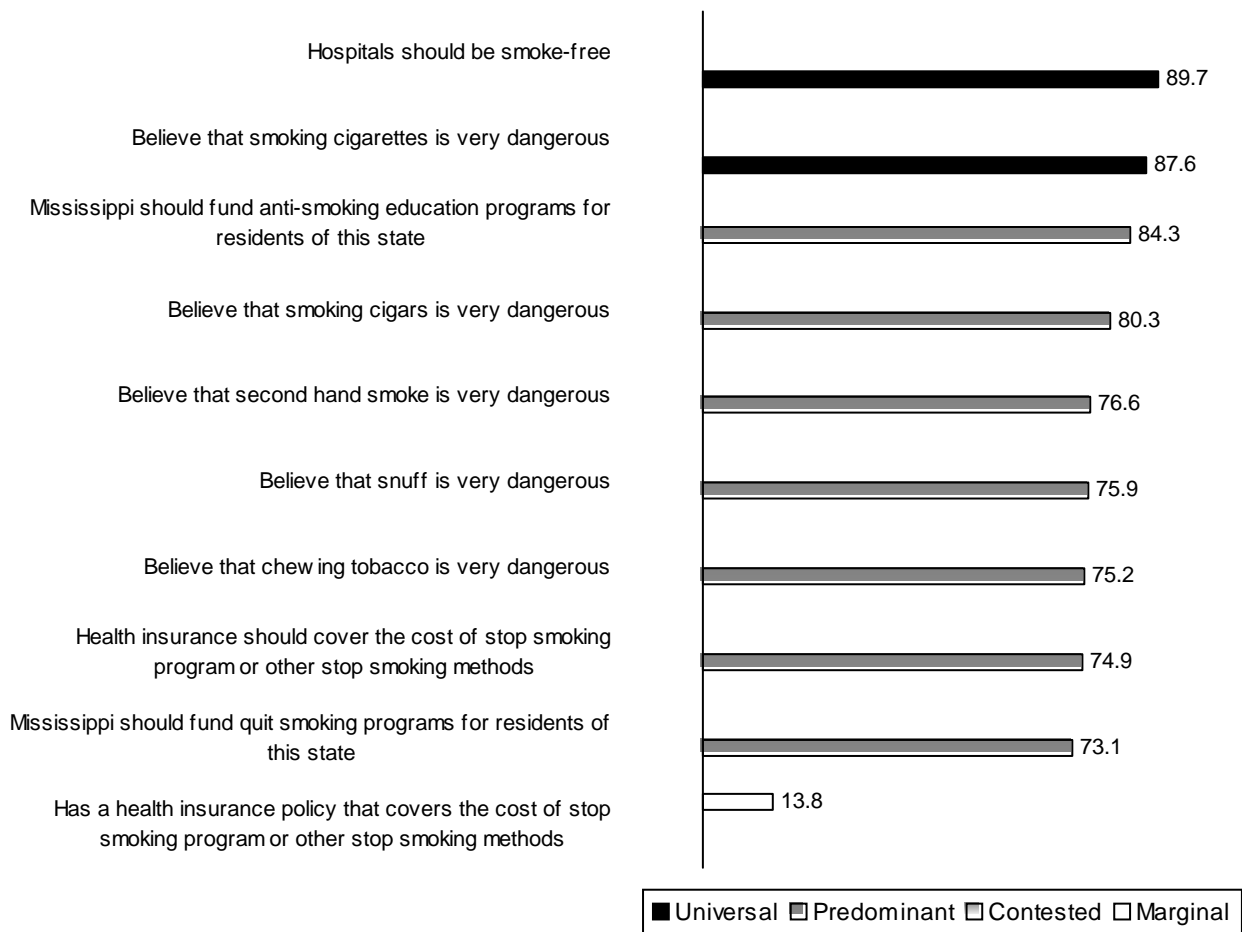 Hospitals should be smoke-free
89.7
Believe that smoking cigarettes is very dangerous
87.6
Mississippi should fund anti-smoking education programs for
residents of this state
84.3
Believe that smoking cigars is very dangerous
80.3
Believe that second hand smoke is very dangerous
76.6
Believe that snuff is very dangerous
75.9
Believe that chewing tobacco is very dangerous
75.2
Health insurance should cover the cost of stop smoking
program or other stop smoking methods
74.9
Mississippi should fund quit smoking programs for residents of
this state
73.1
Has a health insurance policy that covers the cost of stop
smoking program or other stop smoking methods
13.8
Universal Predominant Contested Marginal